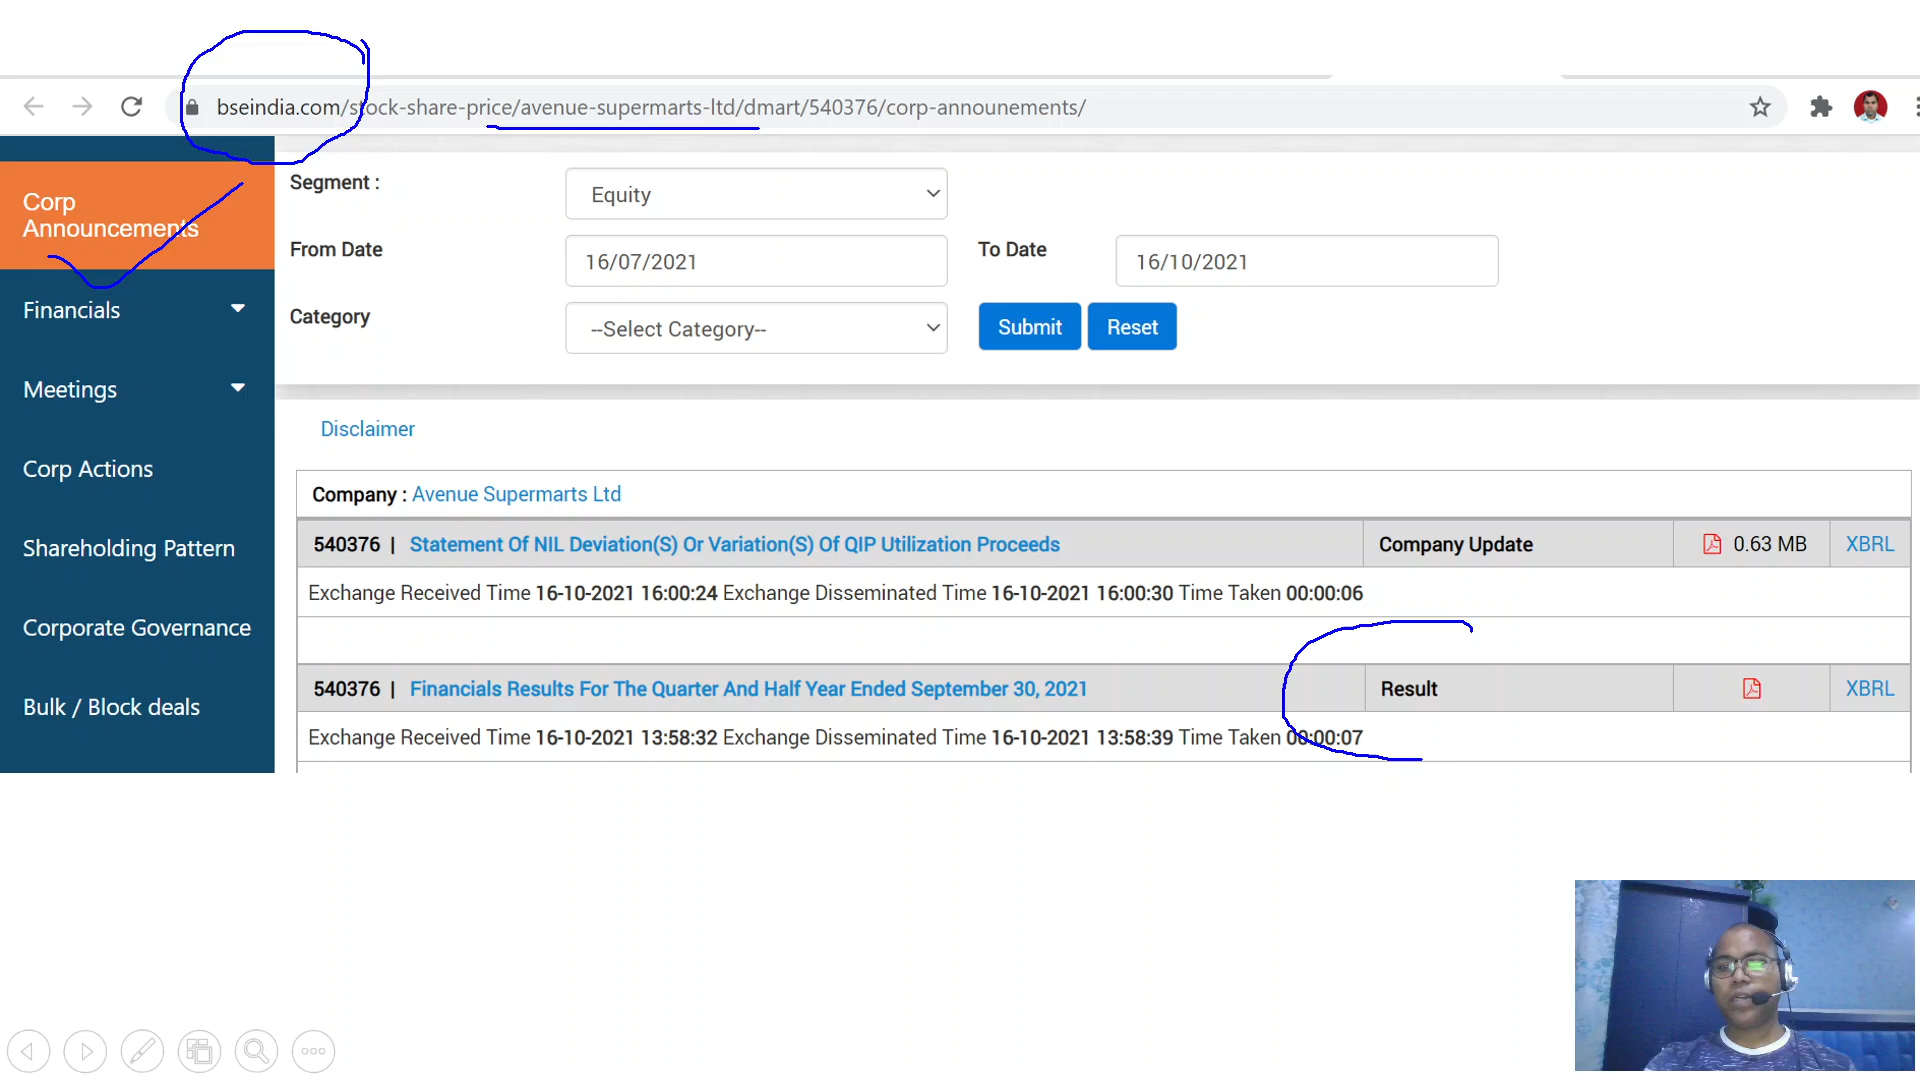 bseindia.com/stock-share-price/avenue-supermarts-ltd/dmart/540376/corp-announements/
Corp
Announcements
Financials
Meetings
Corp Actions
Shareholding Pattern
Corporate Governance
Bulk / Block deals
Segment :
Equity
From Date
16/07/2021
To Date
16/10/2021
Category
--Select Category--
Submit
Reset
Disclaimer
Company : Avenue Supermarts Ltd
540376 | Statement Of NIL Deviation(S) Or Variation(S) Of QIP Utilization Proceeds Company Update 0.63 MB XBRL
Exchange Received Time 16-10-2021 16:00:24 Exchange Disseminated Time 16-10-2021 16:00:30 Time Taken 00:00:06
540376 | Financials Results For The Quarter And Half Year Ended September 30, 2021 Result XBRL
Exchange Received Time 16-10-2021 13:58:32 Exchange Disseminated Time 16-10-2021 13:58:39 Time Taken 00:00:07